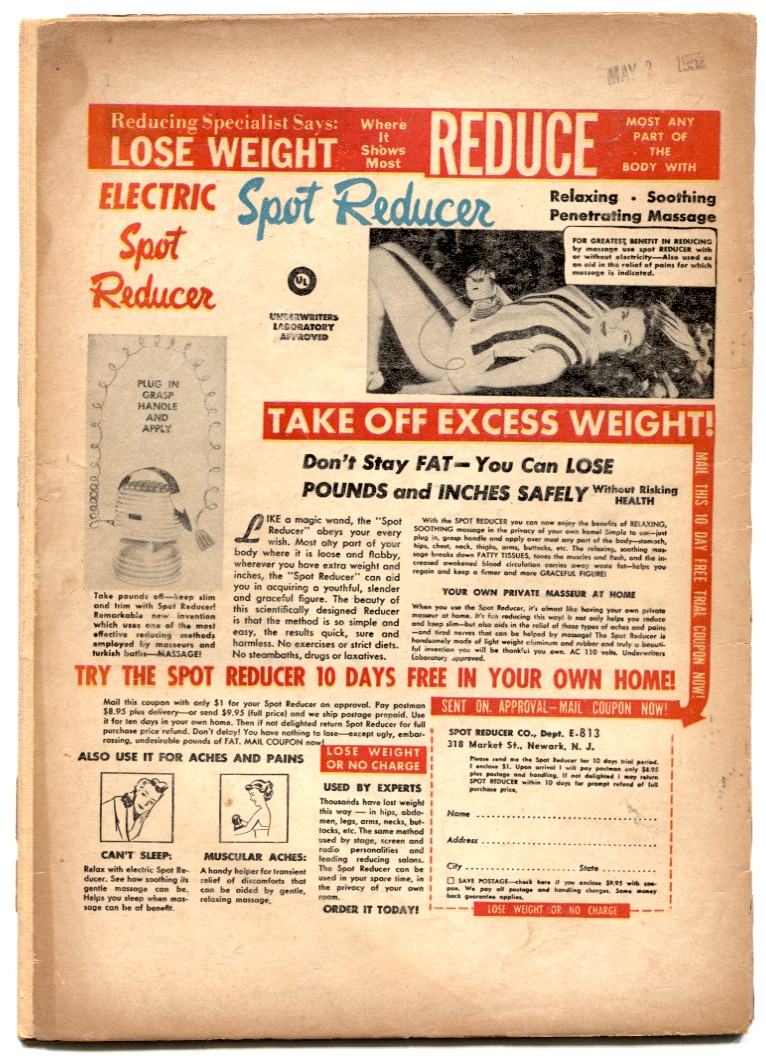 MAY 2 1952
Reducing Specialist Says:
LOSE WEIGHT
Where
It
Shows
Most
REDUCE
MOST ANY
PART OF
THE
BODY WITH
ELECTRIC
Spot
Reducer
Spot Reducer
Relaxing • Soothing
Penetrating Massage
FOR GREATEST BENEFIT IN REDUCING
by massage use spot REDUCER with
or without electricity—Also used as
an aid in the relief of pains for which
massage is indicated.
UL
UNDERWRITERS
LABORATORY
APPROVED
PLUG IN
GRASP
HANDLE
AND
APPLY
TAKE OFF EXCESS WEIGHT!
Don't Stay FAT—You Can LOSE
POUNDS and INCHES SAFELY Without Risking
HEALTH
MAIL THIS 10 DAY FREE TRIAL COUPON NOW!
Take pounds off—keep slim
and trim with Spot Reducer!
Remarkable new invention
which uses one of the most
effective reducing methods
employed by masseurs and
turkish baths—MASSAGE!
LIKE a magic wand, the "Spot
Reducer" obeys your every
wish. Most any part of your
body where it is loose and flabby,
wherever you have extra weight and
inches, the "Spot Reducer" can aid
you in acquiring a youthful, slender
and graceful figure. The beauty of
this scientifically designed Reducer
is that the method is so simple and
easy, the results quick, sure and
harmless. No exercises or strict diets.
No steambaths, drugs or laxatives.
With the SPOT REDUCER you can now enjoy the benefits of RELAXING,
SOOTHING massage in the privacy of your own home! Simple to use—just
plug in, grasp handle and apply over most any part of the body—stomach,
hips, chest, neck, thighs, arms, buttocks, etc. The relaxing, soothing mas-
sage breaks down FATTY TISSUES, tones the muscles and flesh, and the in-
creased awakened blood circulation carries away waste fat—helps you
regain and keep a firmer and more GRACEFUL FIGURE!
YOUR OWN PRIVATE MASSEUR AT HOME
When you use the Spot Reducer, it's almost like having your own private
masseur at home. It's fun reducing this way! It not only helps you reduce
and keep slim—but also aids in the relief of those types of aches and pains
—and tired nerves that can be helped by massage! The Spot Reducer is
handsomely made of light weight aluminum and rubber and truly a beauti-
ful invention you will be thankful you own. AC 110 volts. Underwriters
Laboratory approved.
TRY THE SPOT REDUCER 10 DAYS FREE IN YOUR OWN HOME!
Mail this coupon with only $1 for your Spot Reducer on approval. Pay postman
$8.95 plus delivery—or send $9.95 (full price) and we ship postage prepaid. Use
it for ten days in your own home. Then if not delighted return Spot Reducer for full
purchase price refund. Don't delay! You have nothing to lose—except ugly, embar-
rassing, undesirable pounds of FAT. MAIL COUPON now!
ALSO USE IT FOR ACHES AND PAINS
CAN'T SLEEP:
Relax with electric Spot Re-
ducer. See how soothing its
gentle massage can be.
Helps you sleep when mas-
sage can be of benefit.
MUSCULAR ACHES:
A handy helper for transient
relief of discomforts that
can be aided by gentle,
relaxing massage.
LOSE WEIGHT
OR NO CHARGE
USED BY EXPERTS
Thousands have lost weight
this way — in hips, abdo-
men, legs, arms, necks, but-
tocks, etc. The same method
used by stage, screen and
radio personalities and
leading reducing salons.
The Spot Reducer can be
used in your spare time, in
the privacy of your own
room.
ORDER IT TODAY!
SENT ON APPROVAL—MAIL COUPON NOW!
SPOT REDUCER CO., Dept. E-813
318 Market St., Newark, N. J.
Please send me the Spot Reducer for 10 days trial period.
I enclose $1. Upon arrival I will pay postman only $8.95
plus postage and handling. If not delighted I may return
SPOT REDUCER within 10 days for prompt refund of full
purchase price.
Name
Address
City State
SAVE POSTAGE—check here if you enclose $9.95 with cou-
pon. We pay all postage and handling charges. Same money
back guarantee applies.
LOSE WEIGHT OR NO CHARGE